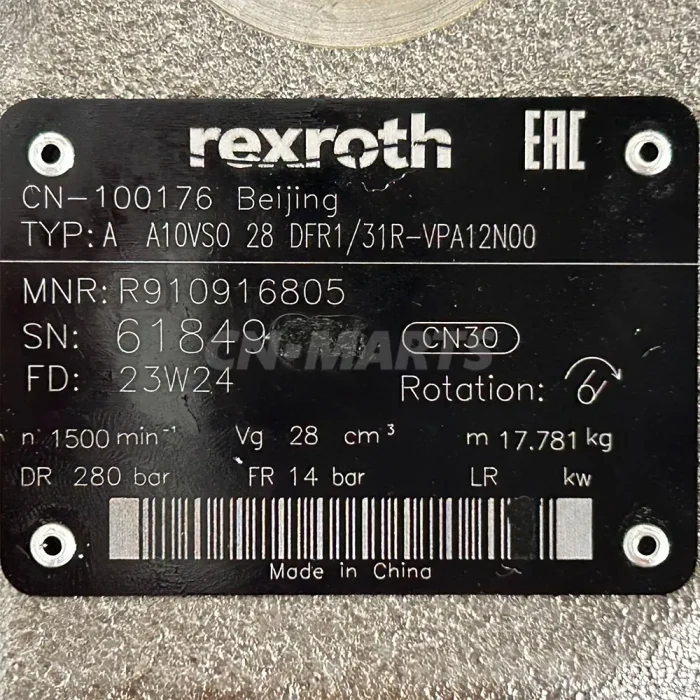 rexroth EAC
CN-100176 Beijing
TYP: A A10VSO 28 DFR1/31R-VPA12N00
MNR: R910916805
SN: 61849
CN30
CN-MARTS
FD: 23W24
Rotation:
n 1500 min⁻¹ Vg 28 cm³ m 17.781 kg
DR 280 bar FR 14 bar LR kw
Made in China